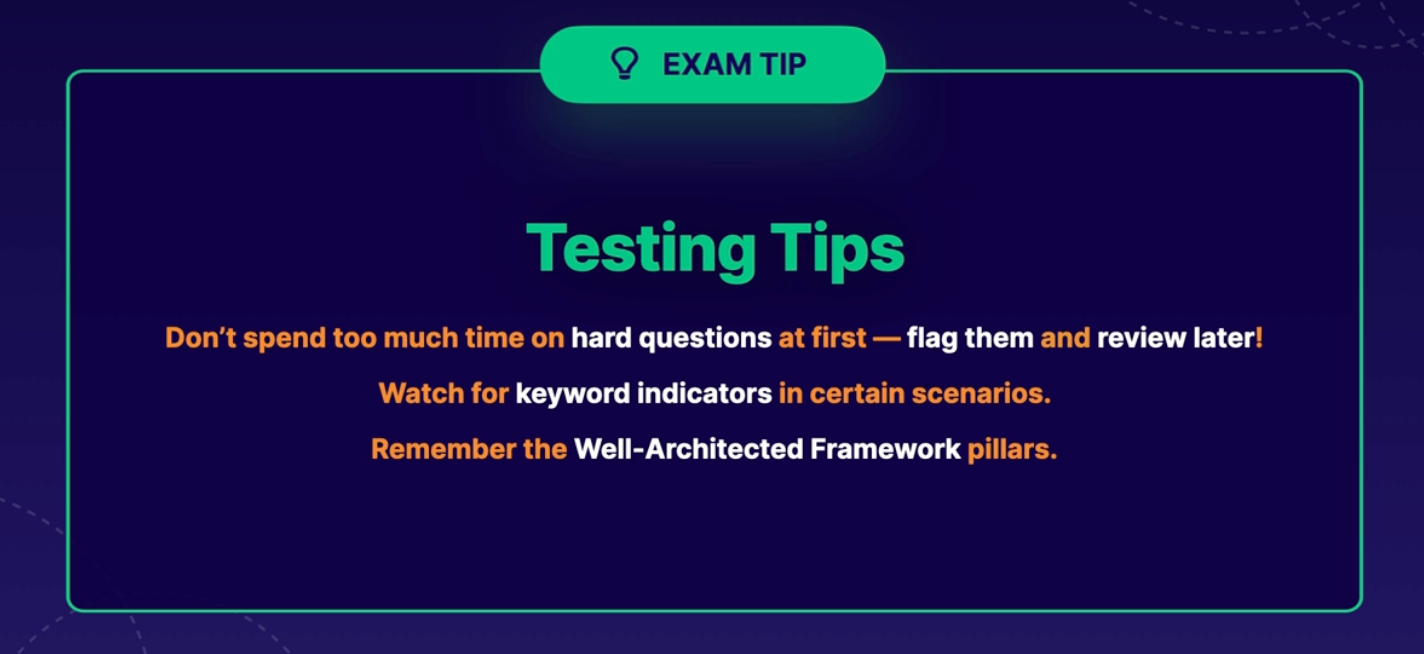 EXAM TIP
Testing Tips
Don’t spend too much time on hard questions at first — flag them and review later!
Watch for keyword indicators in certain scenarios.
Remember the Well-Architected Framework pillars.